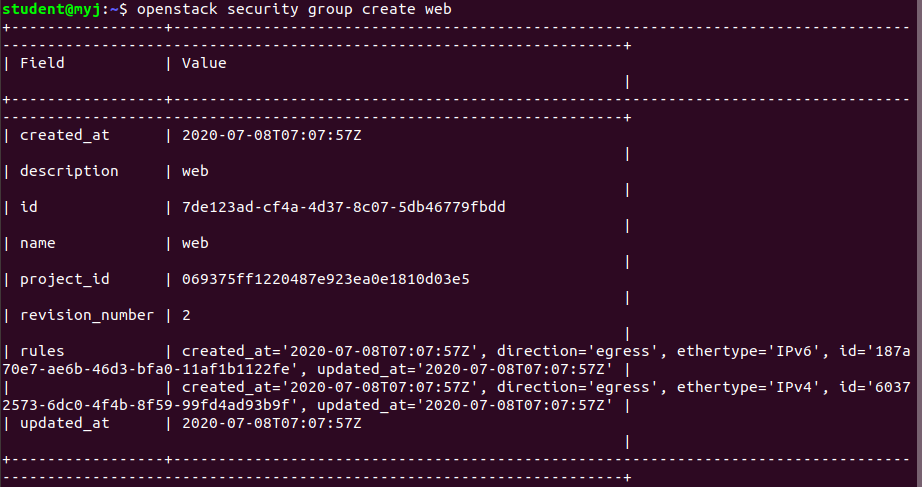 student@myj:~$ openstack security group create web
+-----------------+----------------------------------------------------------------------------------
---------------------------------------------------------------------+
| Field           | Value
                                                                     |
+-----------------+----------------------------------------------------------------------------------
---------------------------------------------------------------------+
| created_at      | 2020-07-08T07:07:57Z
                                                                     |
| description     | web
                                                                     |
| id              | 7de123ad-cf4a-4d37-8c07-5db46779fbdd
                                                                     |
| name            | web
                                                                     |
| project_id      | 069375ff1220487e923ea0e1810d03e5
                                                                     |
| revision_number | 2
                                                                     |
| rules           | created_at='2020-07-08T07:07:57Z', direction='egress', ethertype='IPv6', id='187a
70e7-ae6b-46d3-bfa0-11af1b1122fe', updated_at='2020-07-08T07:07:57Z' |
|                 | created_at='2020-07-08T07:07:57Z', direction='egress', ethertype='IPv4', id='6037
2573-6dc0-4f4b-8f59-99fd4ad93b9f', updated_at='2020-07-08T07:07:57Z' |
| updated_at      | 2020-07-08T07:07:57Z
                                                                     |
+-----------------+----------------------------------------------------------------------------------
---------------------------------------------------------------------+